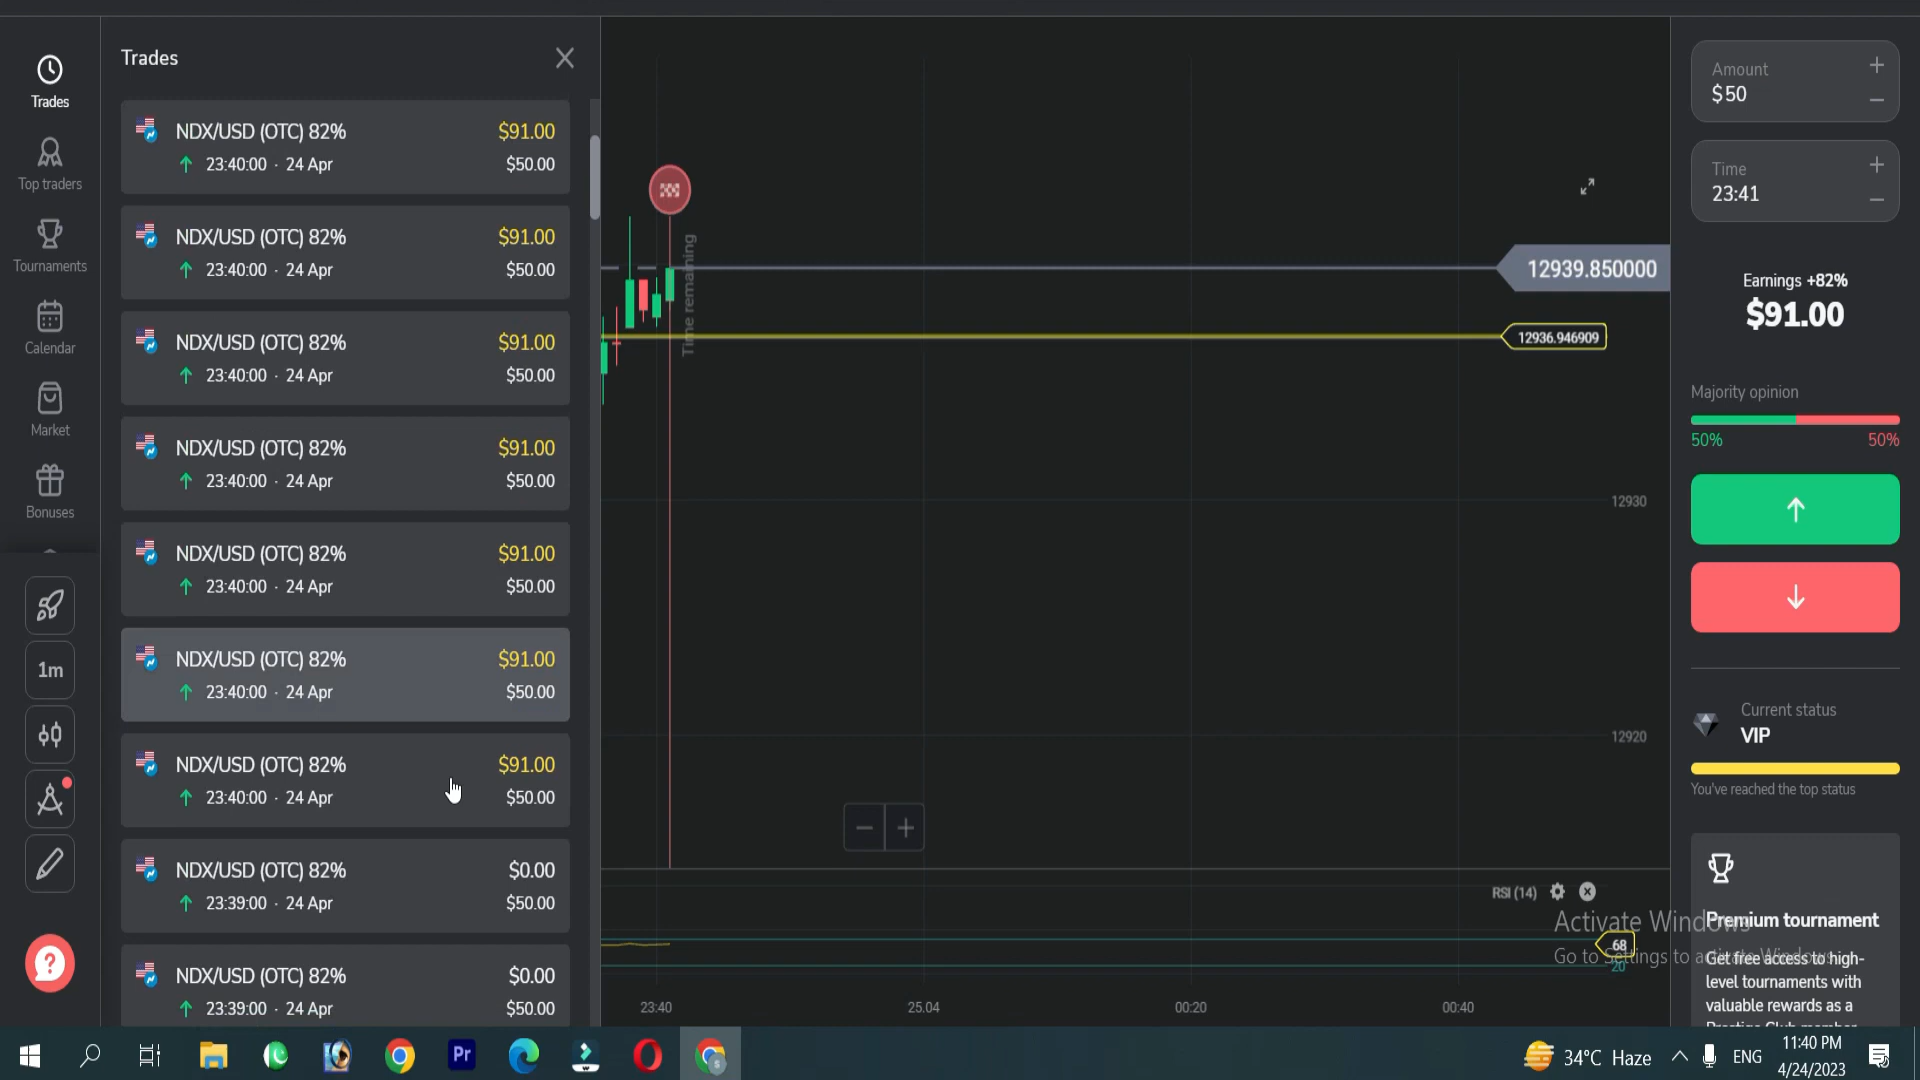 Trades
Top traders
Tournaments
Calendar
Market
Bonuses
1m
Trades
NDX/USD (OTC) 82% $91.00
23:40:00 · 24 Apr $50.00
NDX/USD (OTC) 82% $91.00
23:40:00 · 24 Apr $50.00
NDX/USD (OTC) 82% $91.00
23:40:00 · 24 Apr $50.00
NDX/USD (OTC) 82% $91.00
23:40:00 · 24 Apr $50.00
NDX/USD (OTC) 82% $91.00
23:40:00 · 24 Apr $50.00
NDX/USD (OTC) 82% $91.00
23:40:00 · 24 Apr $50.00
NDX/USD (OTC) 82% $91.00
23:40:00 · 24 Apr $50.00
NDX/USD (OTC) 82% $0.00
23:39:00 · 24 Apr $50.00
NDX/USD (OTC) 82% $0.00
23:39:00 · 24 Apr $50.00
Time remaining
12939.850000
12936.946909
12930
12920
RSI (14)
68
20
23:40 25.04 00:20 00:40
Amount
$50
Time
23:41
Earnings +82%
$91.00
Majority opinion
50% 50%
Current status
VIP
You've reached the top status
Premium tournament
Get free access to high-
level tournaments with
valuable rewards as a
Prestige Club member
Activate Windows
Go to Settings to activate Windows.
Pr
34°C Haze
ENG
11:40 PM
4/24/2023